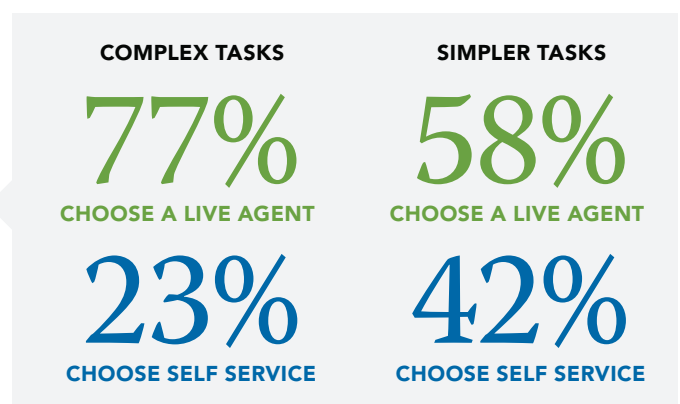 COMPLEX TASKS
77%
CHOOSE A LIVE AGENT
23%
CHOOSE SELF SERVICE
SIMPLER TASKS
58%
CHOOSE A LIVE AGENT
42%
CHOOSE SELF SERVICE